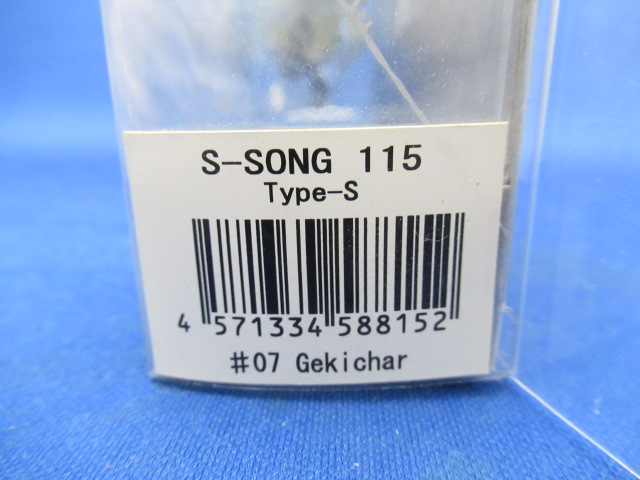 S-SONG 115
Type-S
4 571334 588152
#07 Gekichar